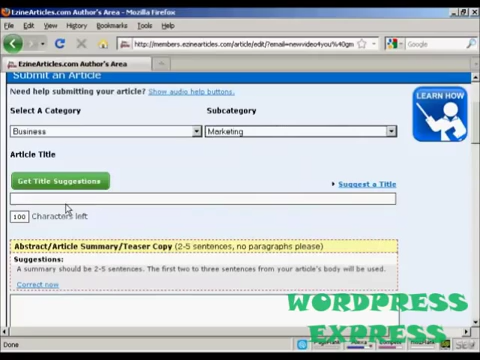 EzineArticles.com Author's Area - Mozilla Firefox
File Edit View History Bookmarks Tools Help
http://members.ezinearticles.com/article/edit/?email=newvideo4you%40gm
EzineArticles.com Author's Area
Submit an Article
Need help submitting your article? Show audio help buttons.
LEARN HOW
Select A Category Subcategory
Business Marketing
Article Title
Get Title Suggestions
Suggest a Title
100 Characters left
Abstract/Article Summary/Teaser Copy (2-5 sentences, no paragraphs please)
Suggestions:
A summary should be 2-5 sentences. The first two to three sentences from your article's body will be used.
Correct now
WORDPRESS
EXPRESS
Done